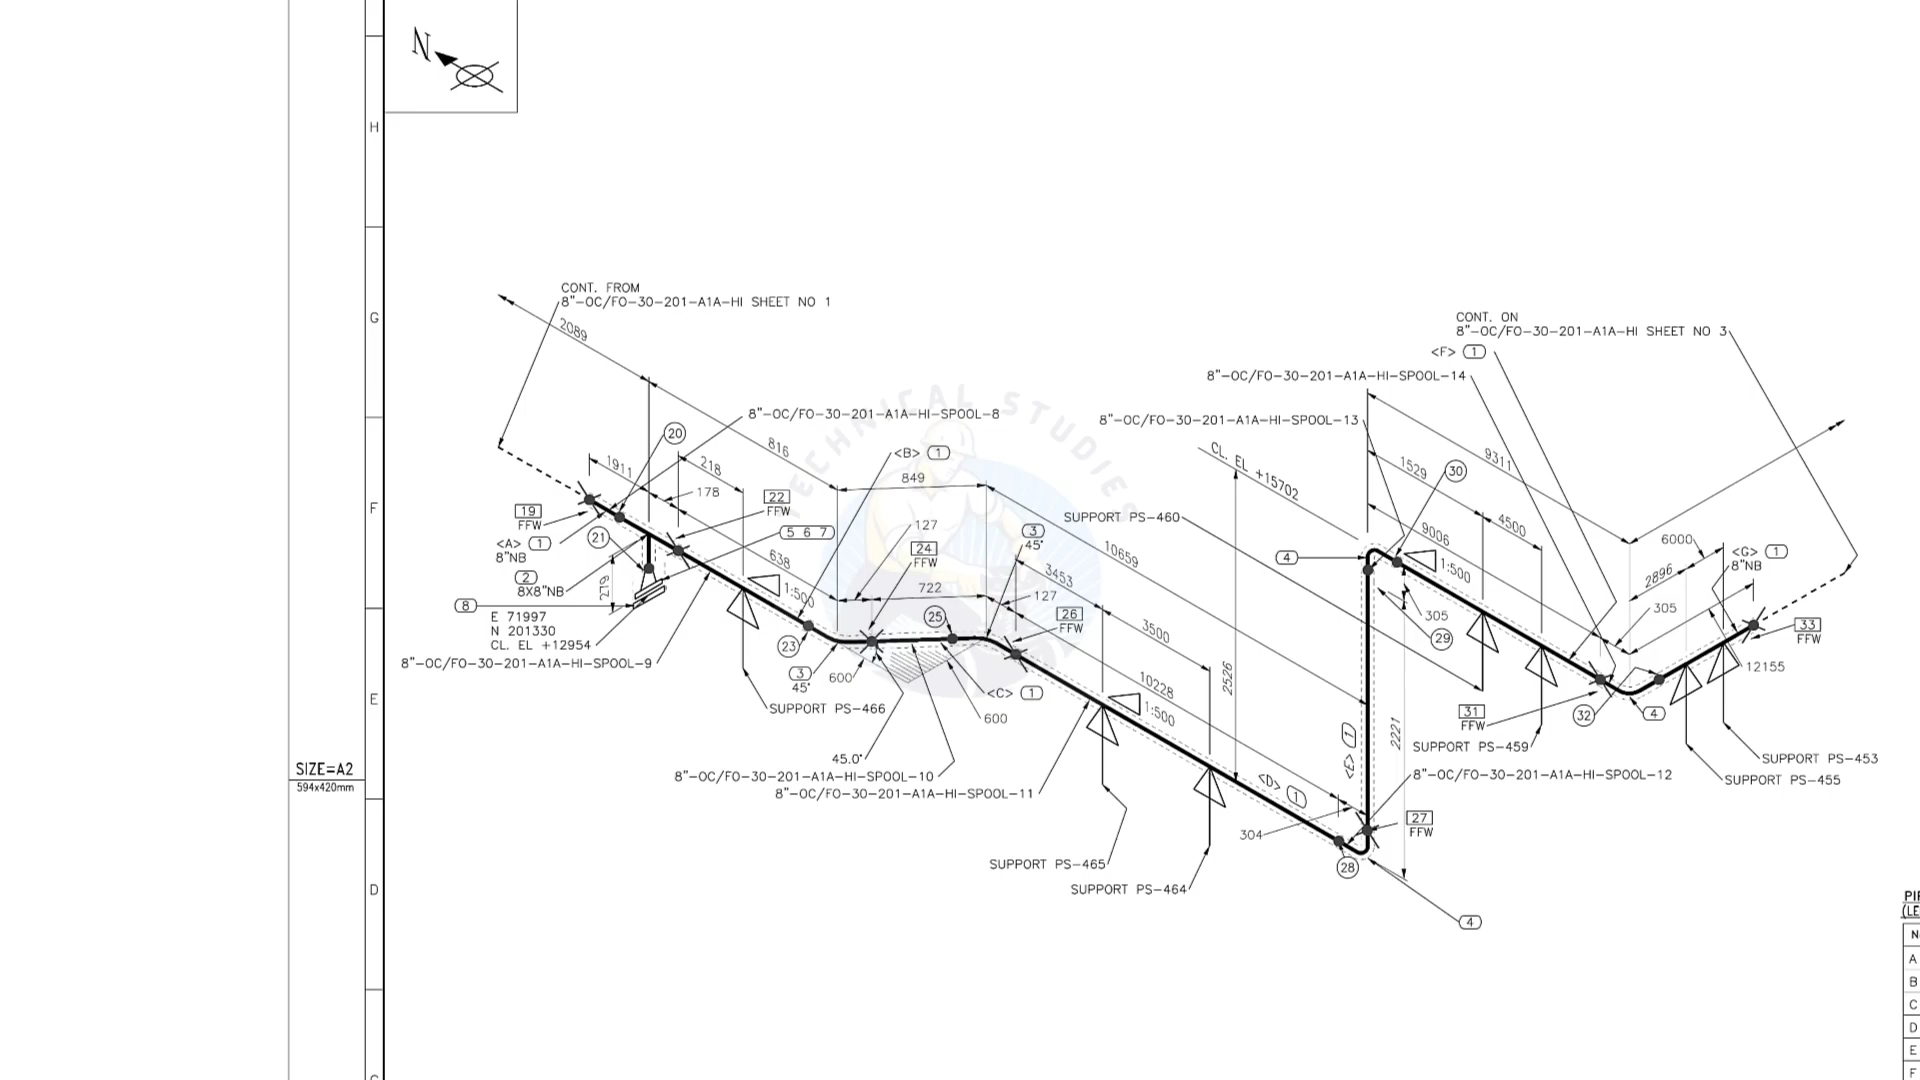 N
H
G
F
E
D
SIZE=A2
594x420mm
CONT. FROM
8"-OC/FO-30-201-A1A-HI SHEET NO 1
2089
CONT. ON
8"-OC/FO-30-201-A1A-HI SHEET NO 3
<F> 1
8"-OC/FO-30-201-A1A-HI-SPOOL-14
8"-OC/FO-30-201-A1A-HI-SPOOL-13
8"-OC/FO-30-201-A1A-HI-SPOOL-8
TECHNICAL STUDIES
20
816
<B> 1
849
1911
218
178
22
FFW
19
FFW
<A> 1
8"NB
21
5 6 7
2
8X8"NB
219
8
E 71997
N 201330
CL. EL +12954
8"-OC/FO-30-201-A1A-HI-SPOOL-9
638
1:500
127
24
FFW
722
25
23
3
45°
600
3
45°
3453
127
26
FFW
10659
3500
SUPPORT PS-460
CL. EL +15702
SUPPORT PS-466
<C> 1
600
45.0°
8"-OC/FO-30-201-A1A-HI-SPOOL-10
8"-OC/FO-30-201-A1A-HI-SPOOL-11
10228
1:500
2526
<D> 1
304
SUPPORT PS-465
SUPPORT PS-464
28
4
27
FFW
8"-OC/FO-30-201-A1A-HI-SPOOL-12
<E> 1
2221
4
1529
30
9311
4500
9006
1:500
305
29
31
FFW
SUPPORT PS-459
32
4
6000
2896
305
<G> 1
8"NB
33
FFW
12155
SUPPORT PS-453
SUPPORT PS-455
A
B
C
D
E
F